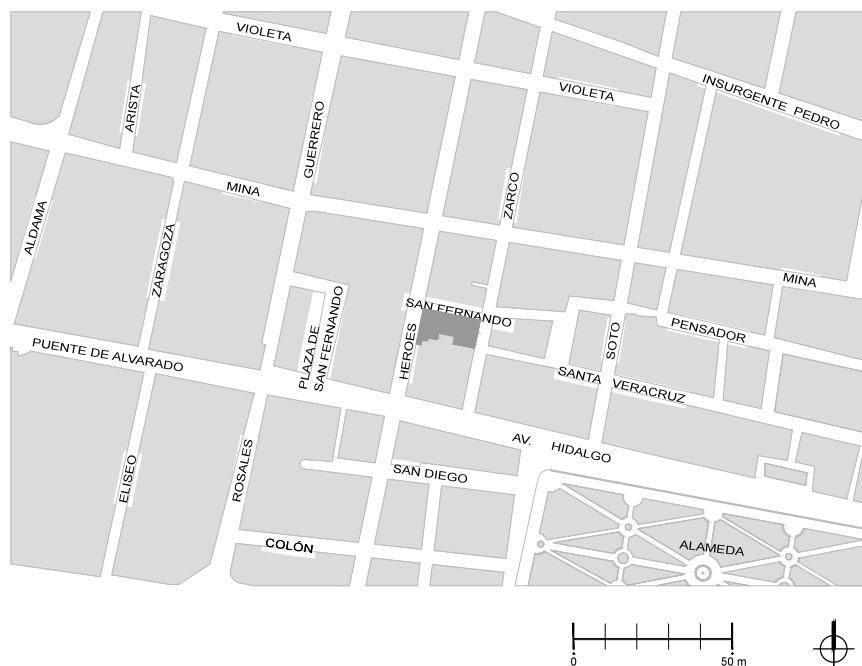 VIOLETA
VIOLETA
INSURGENTE PEDRO
ARISTA
GUERRERO
ZARCO
MINA
ALDAMA
ZARAGOZA
MINA
SAN FERNANDO
PLAZA DE
SAN FERNANDO
HEROES
SOTO
PENSADOR
PUENTE DE ALVARADO
SANTA VERACRUZ
AV. HIDALGO
ELISEO
ROSALES
SAN DIEGO
COLÓN
ALAMEDA
0 50 m